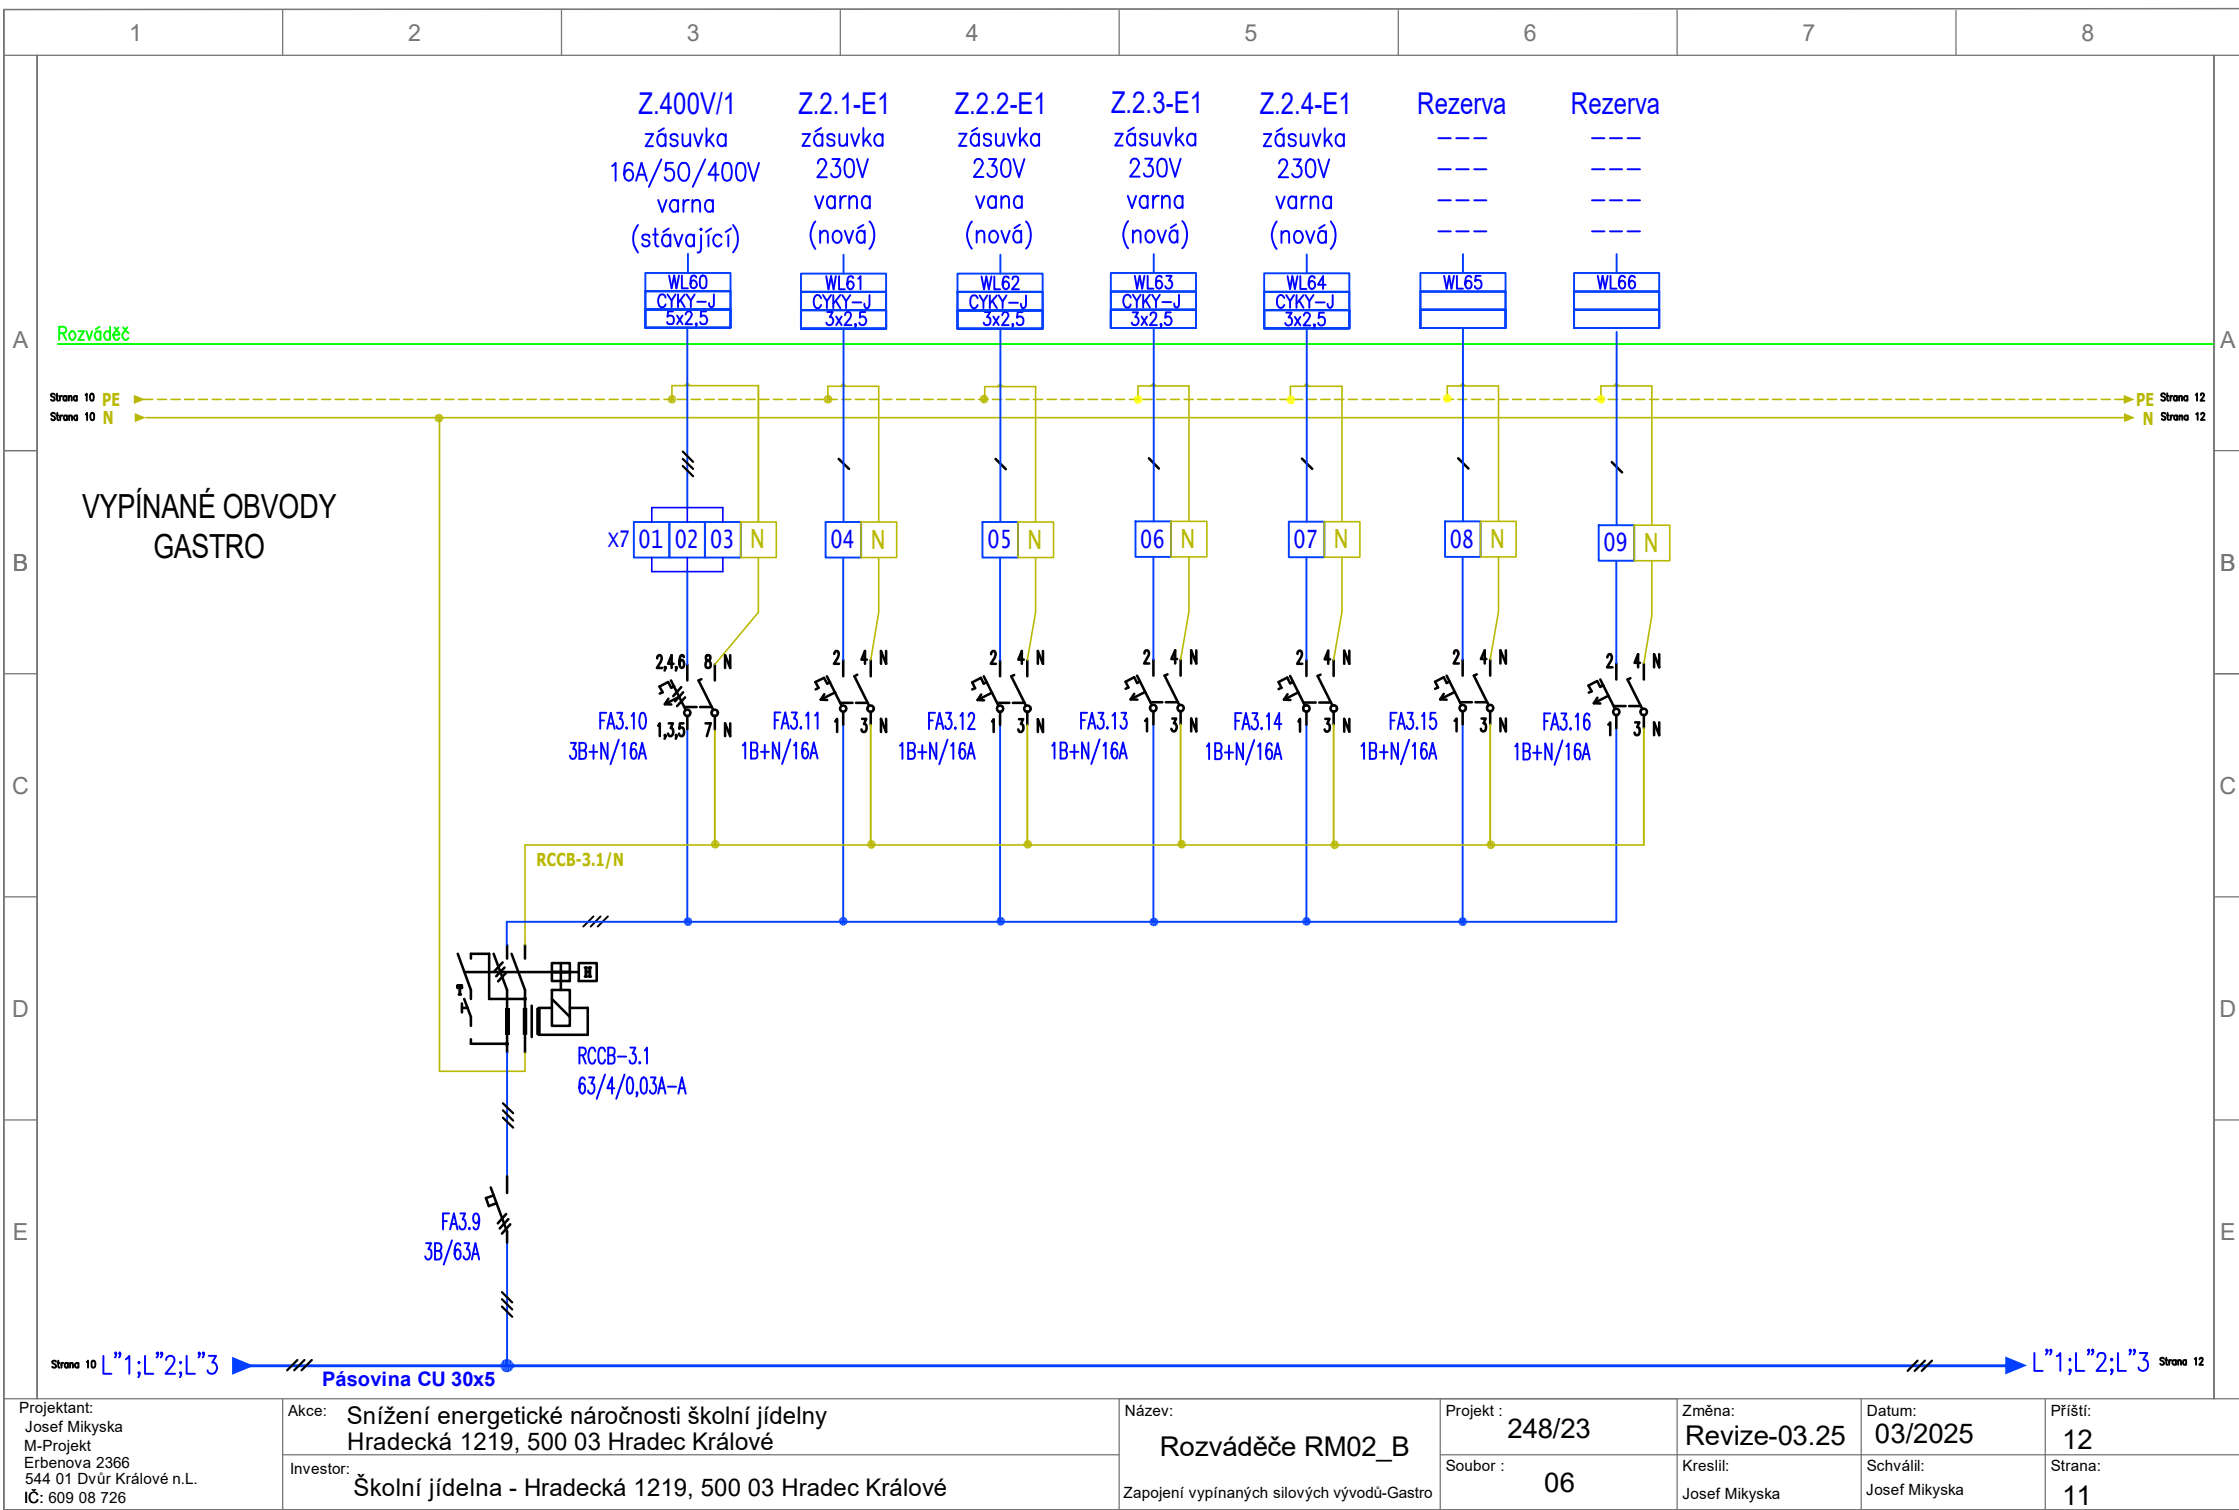 1 2 3 4 5 6 7 8
Z.400V/1 Z.2.1-E1 Z.2.2-E1 Z.2.3-E1 Z.2.4-E1 Rezerva Rezerva
zásuvka zásuvka zásuvka zásuvka zásuvka --- ---
16A/50/400V 230V 230V 230V 230V --- ---
varna varna vana varna varna --- ---
(stávající) (nová) (nová) (nová) (nová) --- ---
WL60 WL61 WL62 WL63 WL64 WL65 WL66
CYKY-J CYKY-J CYKY-J CYKY-J CYKY-J
5x2,5 3x2,5 3x2,5 3x2,5 3x2,5
Rozváděč
A A
Strana 10 PE PE Strana 12
Strana 10 N N Strana 12
VYPÍNANÉ OBVODY
GASTRO
X7 01 02 03 N 04 N 05 N 06 N 07 N 08 N 09 N
B B
2,4,6 8 N 2 4 N 2 4 N 2 4 N 2 4 N 2 4 N 2 4 N
FA3.10 1,3,5 7 N FA3.11 1 3 N FA3.12 1 3 N FA3.13 1 3 N FA3.14 1 3 N FA3.15 1 3 N FA3.16 1 3 N
3B+N/16A 1B+N/16A 1B+N/16A 1B+N/16A 1B+N/16A 1B+N/16A 1B+N/16A
C C
RCCB-3.1/N
H
T
D D
RCCB-3.1
63/4/0,03A-A
FA3.9
3B/63A
E E
Strana 10 L"1;L"2;L"3 L"1;L"2;L"3 Strana 12
Pásovina CU 30x5
Projektant:
Josef Mikyska
M-Projekt
Erbenova 2366
544 01 Dvůr Králové n.L.
IČ: 609 08 726
Akce: Snížení energetické náročnosti školní jídelny
Hradecká 1219, 500 03 Hradec Králové
Investor:
Školní jídelna - Hradecká 1219, 500 03 Hradec Králové
Název:
Rozváděče RM02_B
Zapojení vypínaných silových vývodů-Gastro
Projekt : 248/23
Soubor : 06
Změna:
Revize-03.25
Kreslil:
Josef Mikyska
Datum:
03/2025
Schválil:
Josef Mikyska
Příští:
12
Strana:
11